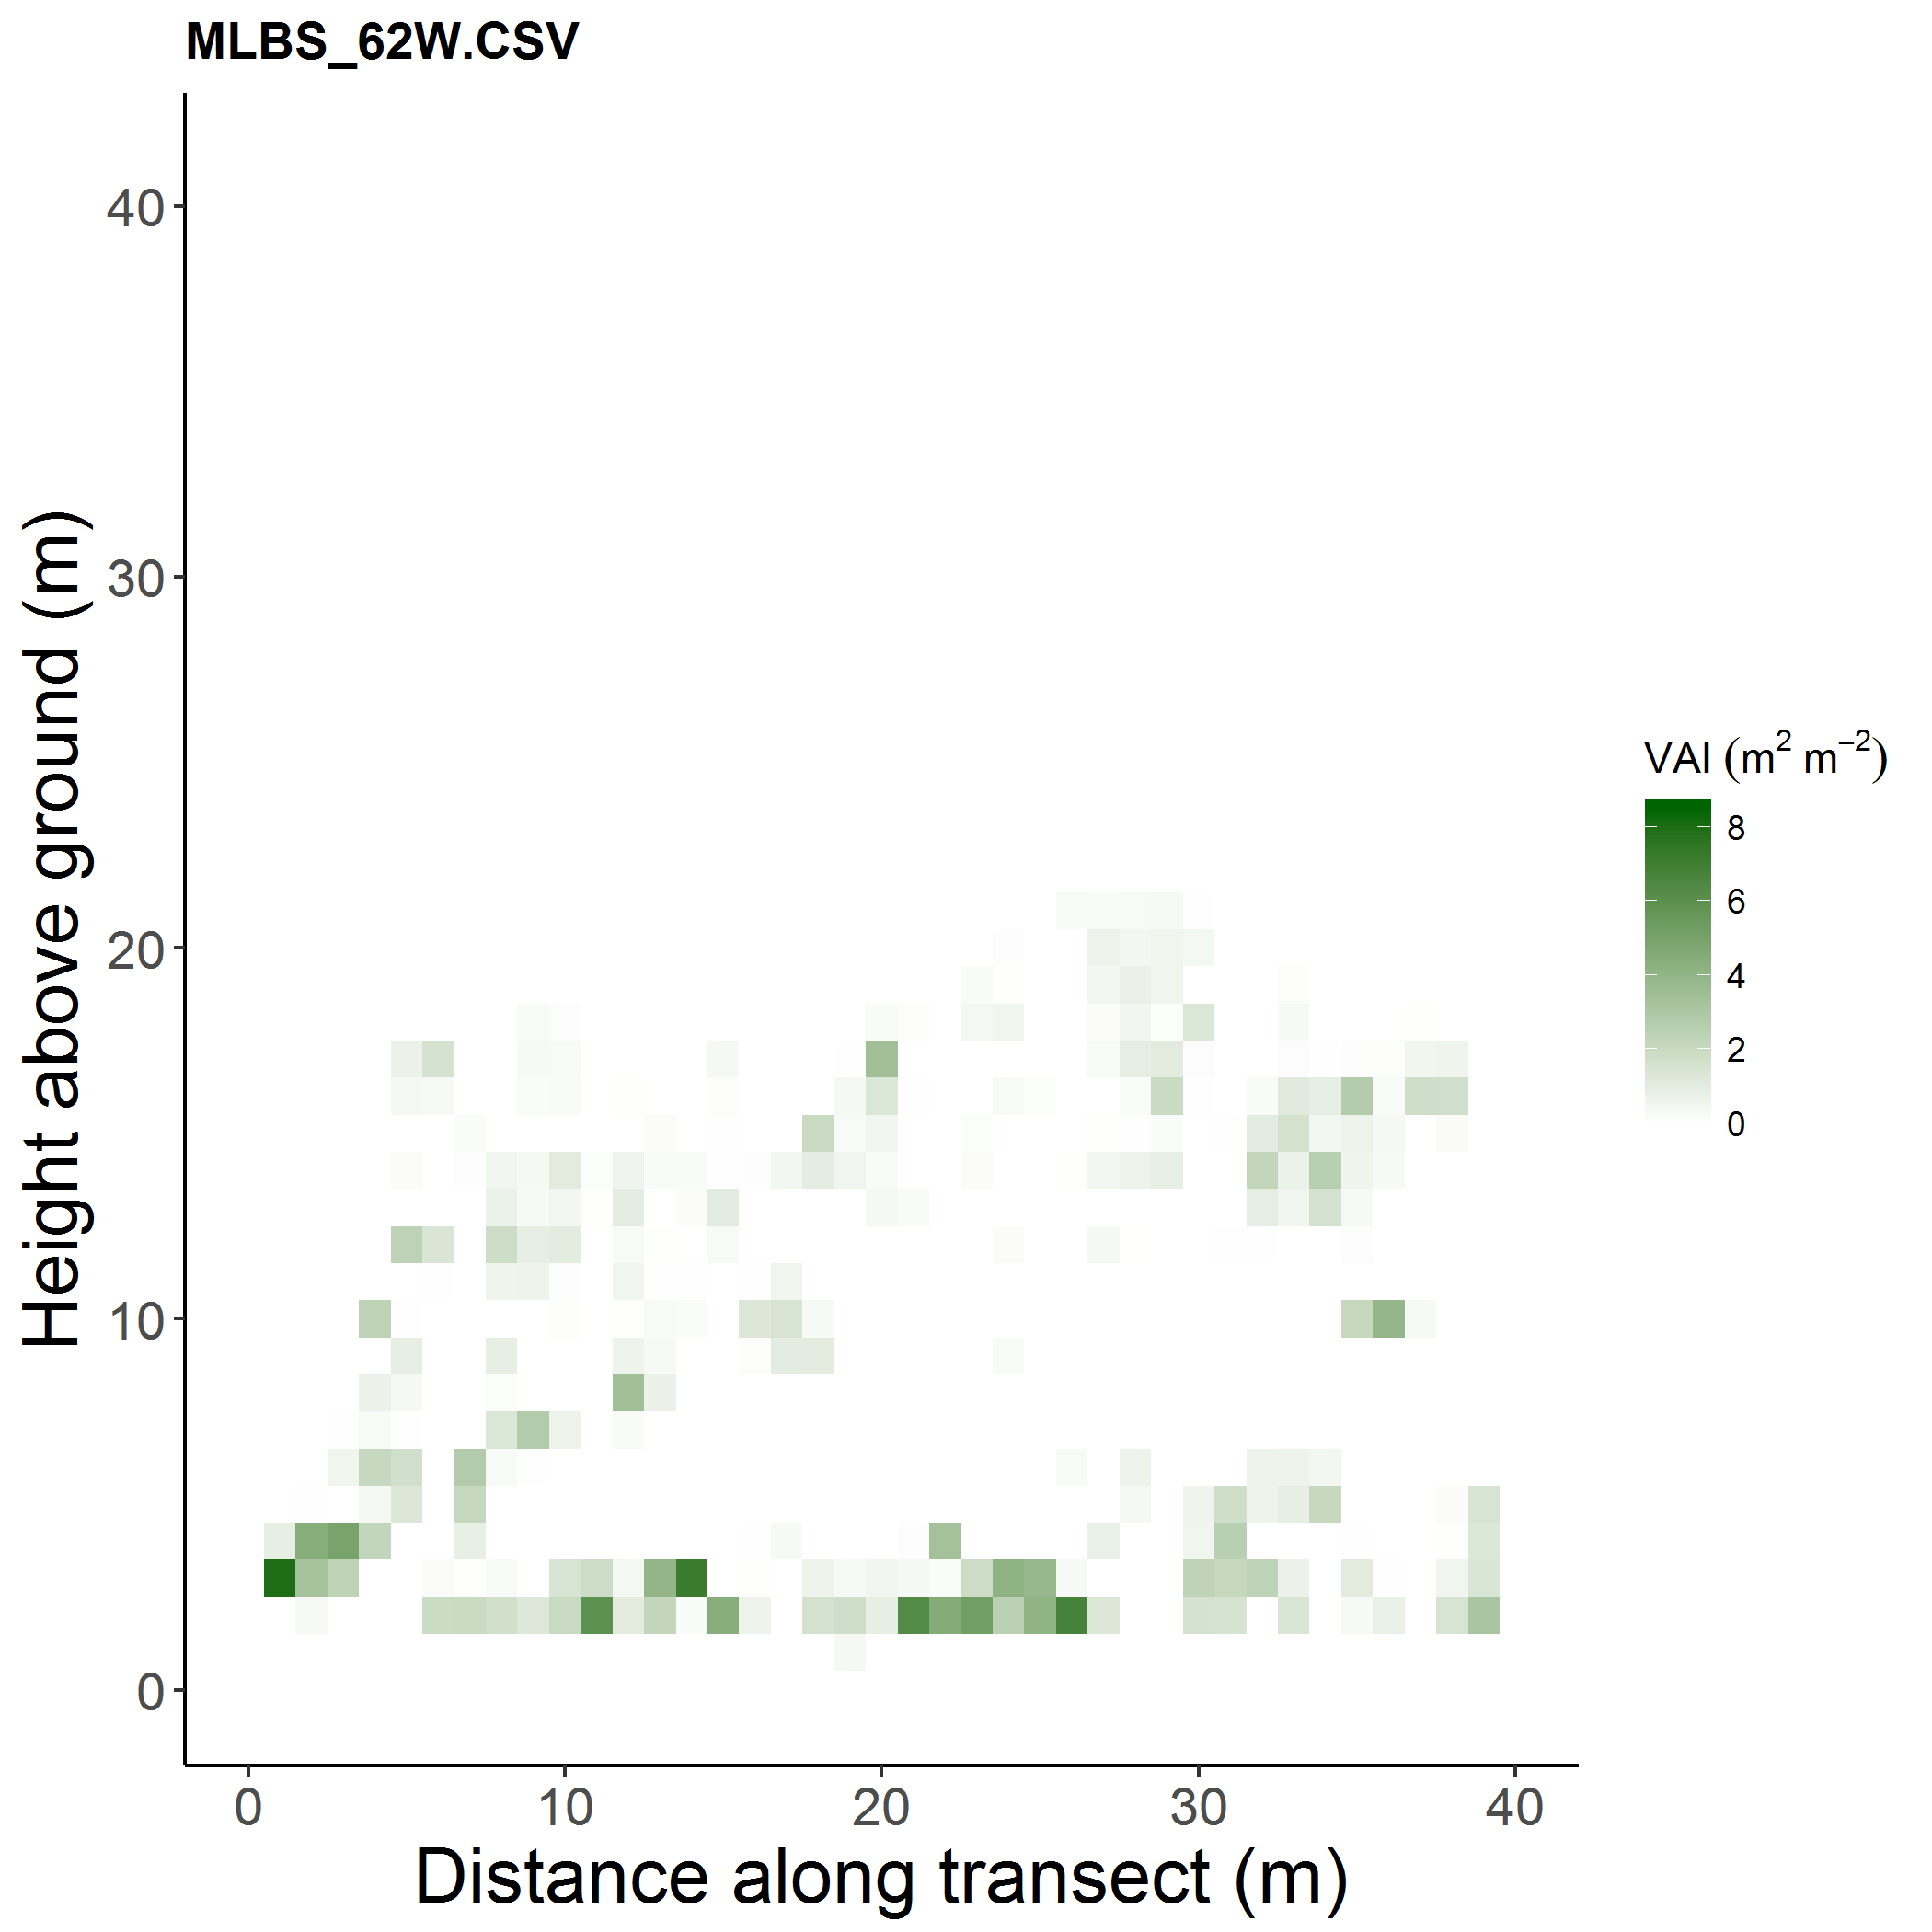 MLBS_62W.CSV
40
30
20
10
0
Height above ground (m)
0 10 20 30 40
Distance along transect (m)
VAI (m² m⁻²)
8
6
4
2
0